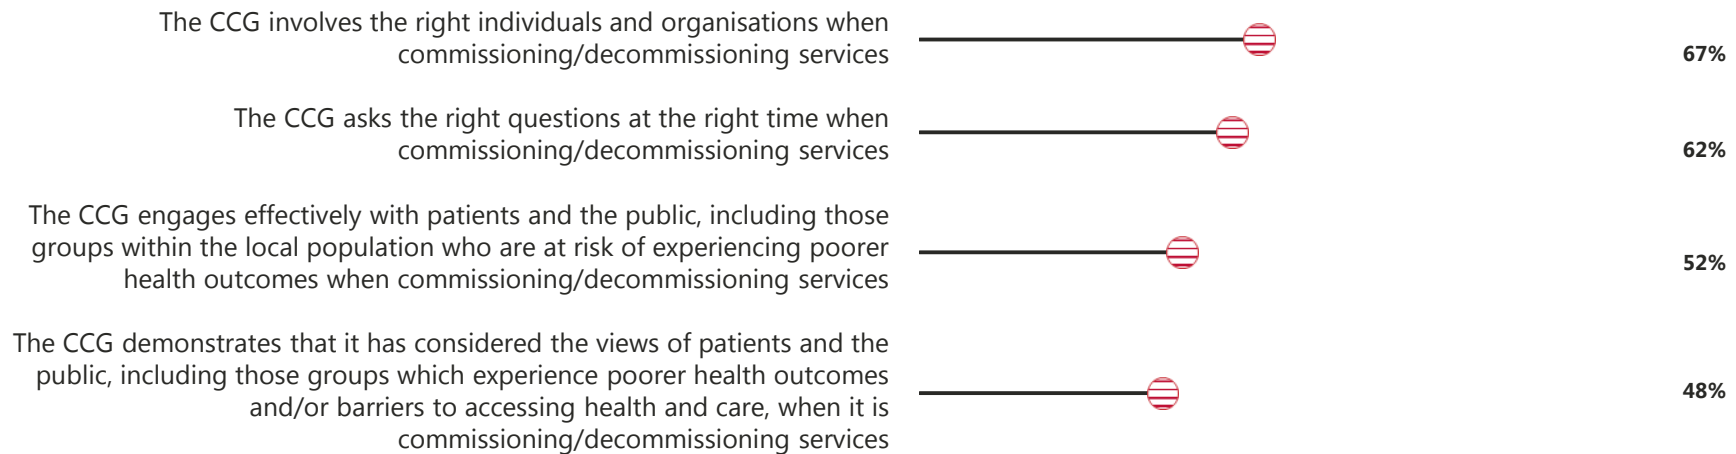 The CCG involves the right individuals and organisations when
commissioning/decommissioning services
67%
The CCG asks the right questions at the right time when
commissioning/decommissioning services
62%
The CCG engages effectively with patients and the public, including those
groups within the local population who are at risk of experiencing poorer
health outcomes when commissioning/decommissioning services
52%
The CCG demonstrates that it has considered the views of patients and the
public, including those groups which experience poorer health outcomes
and/or barriers to accessing health and care, when it is
commissioning/decommissioning services
48%